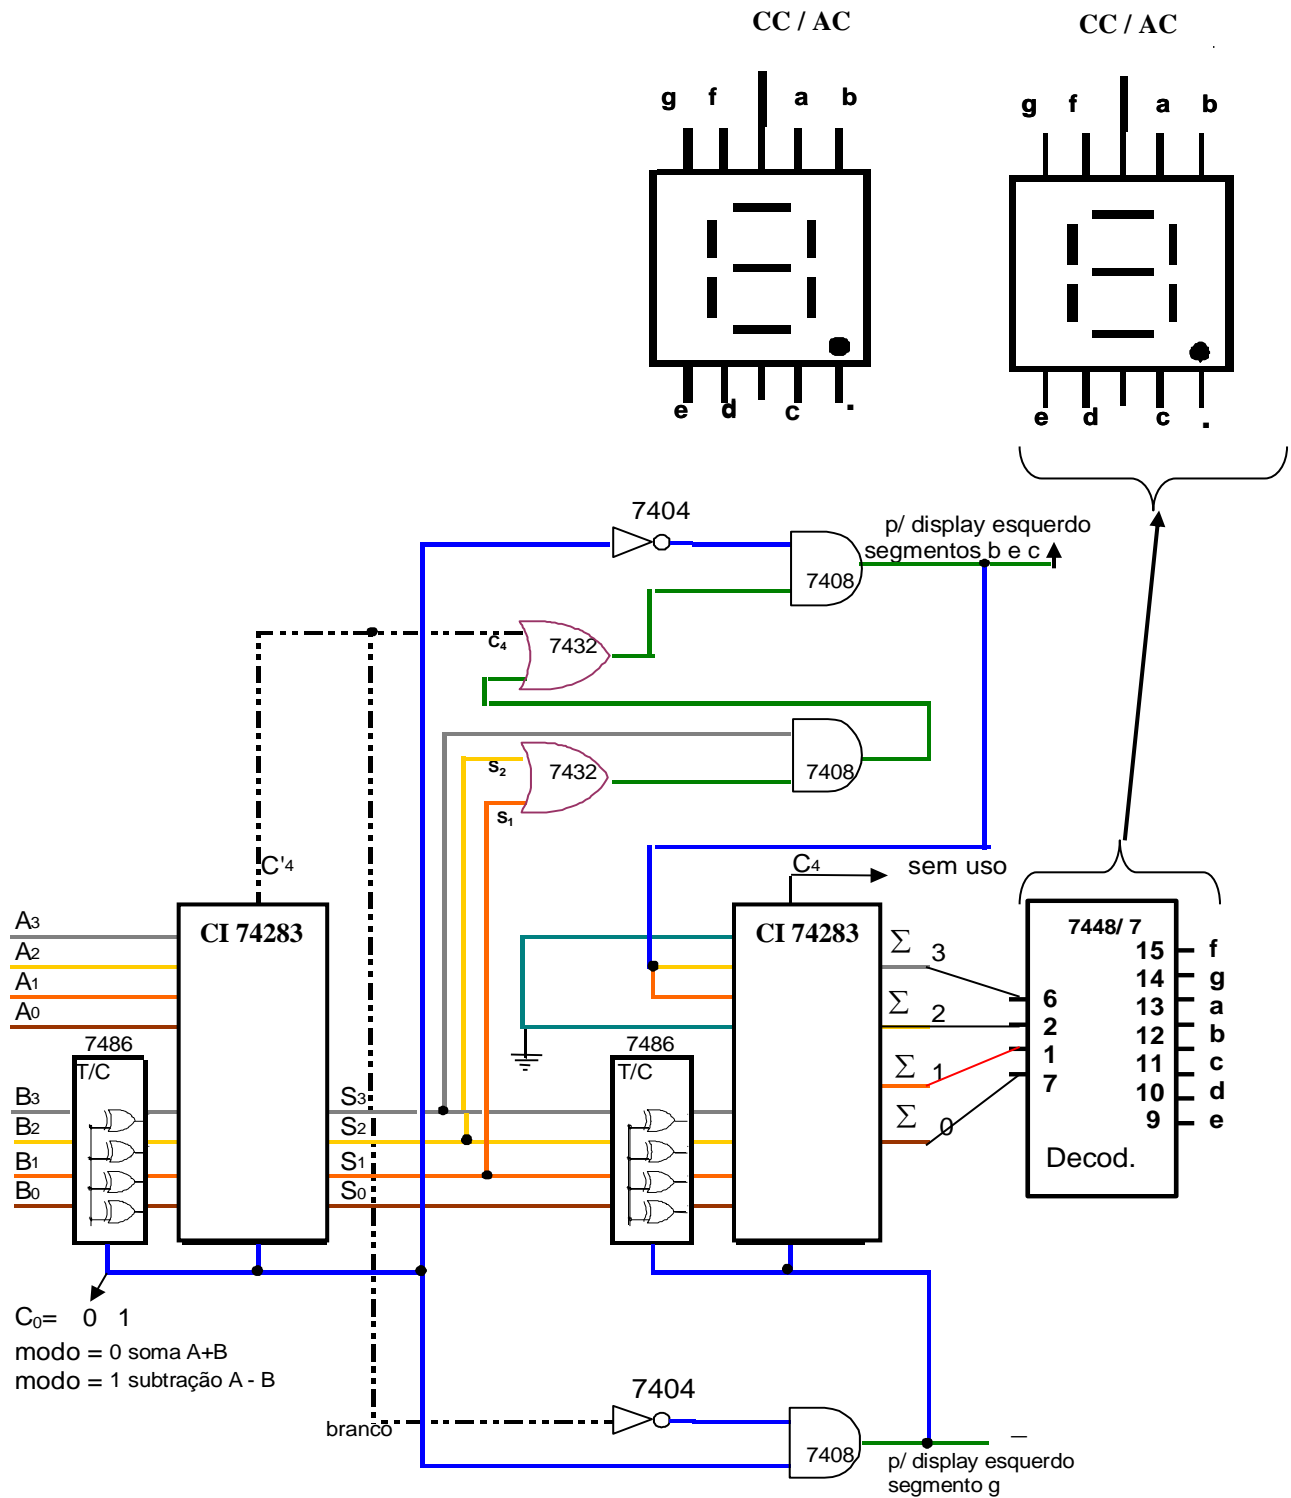 CC / AC
CC / AC
g f a b
g f a b
e d c .
e d c .
7404
p/ display esquerdo
segmentos b e c
7408
C4
7432
S2
7432
7408
S1
C'4
C4
sem uso
A3
CI 74283
CI 74283
Σ 3
7448/ 7
15 f
A2
14 g
A1
6
13 a
A0
Σ 2
2
12 b
7486
7486
T/C
T/C
Σ 1
1
11 c
7
10 d
B3
S3
Σ 0
9 e
B2
S2
B1
S1
Decod.
B0
S0
C0= 0 1
modo = 0 soma A+B
modo = 1 subtração A - B
7404
branco
7408
_
p/ display esquerdo
segmento g